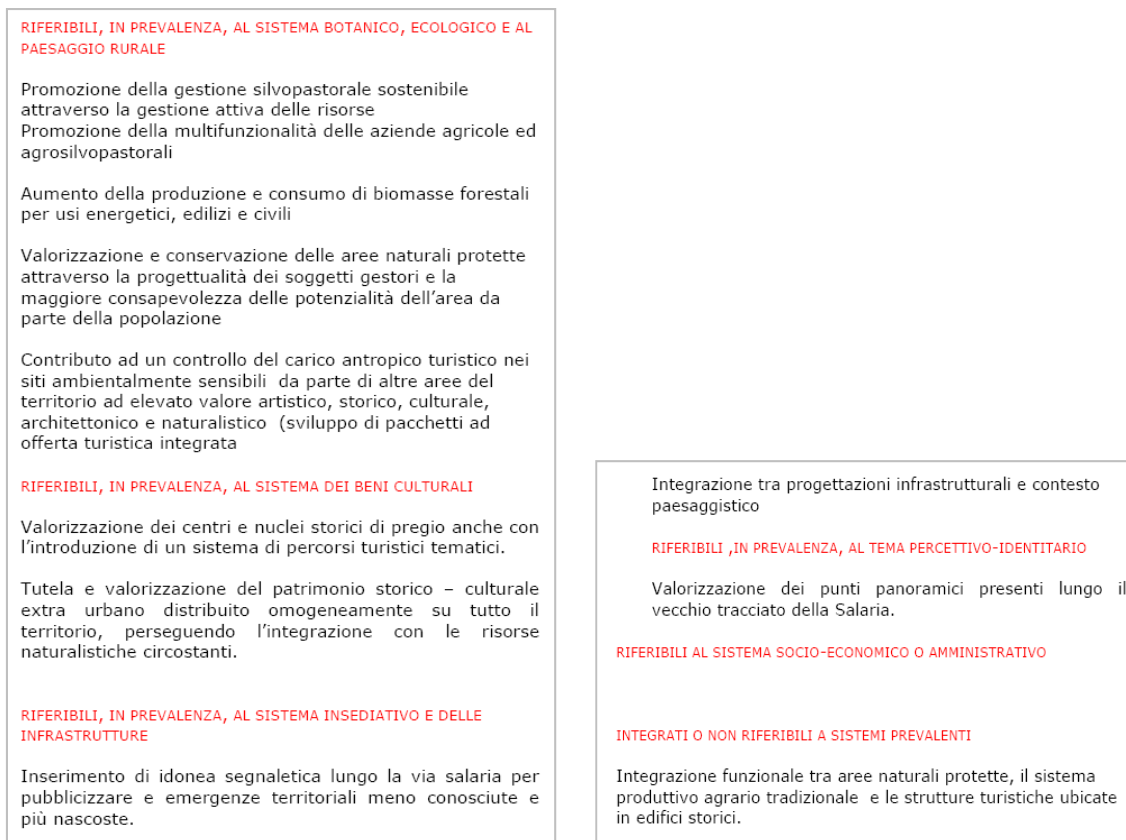 RIFERIBILI, IN PREVALENZA, AL SISTEMA BOTANICO, ECOLOGICO E AL
PAESAGGIO RURALE
Promozione della gestione silvopastorale sostenibile
attraverso la gestione attiva delle risorse
Promozione della multifunzionalità delle aziende agricole ed
agrosilvopastorali
Aumento della produzione e consumo di biomasse forestali
per usi energetici, edilizi e civili
Valorizzazione e conservazione delle aree naturali protette
attraverso la progettualità dei soggetti gestori e la
maggiore consapevolezza delle potenzialità dell'area da
parte della popolazione
Contributo ad un controllo del carico antropico turistico nei
siti ambientalmente sensibili da parte di altre aree del
territorio ad elevato valore artistico, storico, culturale,
architettonico e naturalistico (sviluppo di pacchetti ad
offerta turistica integrata
RIFERIBILI, IN PREVALENZA, AL SISTEMA DEI BENI CULTURALI
Valorizzazione dei centri e nuclei storici di pregio anche con
l'introduzione di un sistema di percorsi turistici tematici.
Tutela e valorizzazione del patrimonio storico – culturale
extra urbano distribuito omogeneamente su tutto il
territorio, perseguendo l'integrazione con le risorse
naturalistiche circostanti.
RIFERIBILI, IN PREVALENZA, AL SISTEMA INSEDIATIVO E DELLE
INFRASTRUTTURE
Inserimento di idonea segnaletica lungo la via salaria per
pubblicizzare e emergenze territoriali meno conosciute e
più nascoste.
Integrazione tra progettazioni infrastrutturali e contesto
paesaggistico
RIFERIBILI ,IN PREVALENZA, AL TEMA PERCETTIVO-IDENTITARIO
Valorizzazione dei punti panoramici presenti lungo il
vecchio tracciato della Salaria.
RIFERIBILI AL SISTEMA SOCIO-ECONOMICO O AMMINISTRATIVO
INTEGRATI O NON RIFERIBILI A SISTEMI PREVALENTI
Integrazione funzionale tra aree naturali protette, il sistema
produttivo agrario tradizionale e le strutture turistiche ubicate
in edifici storici.